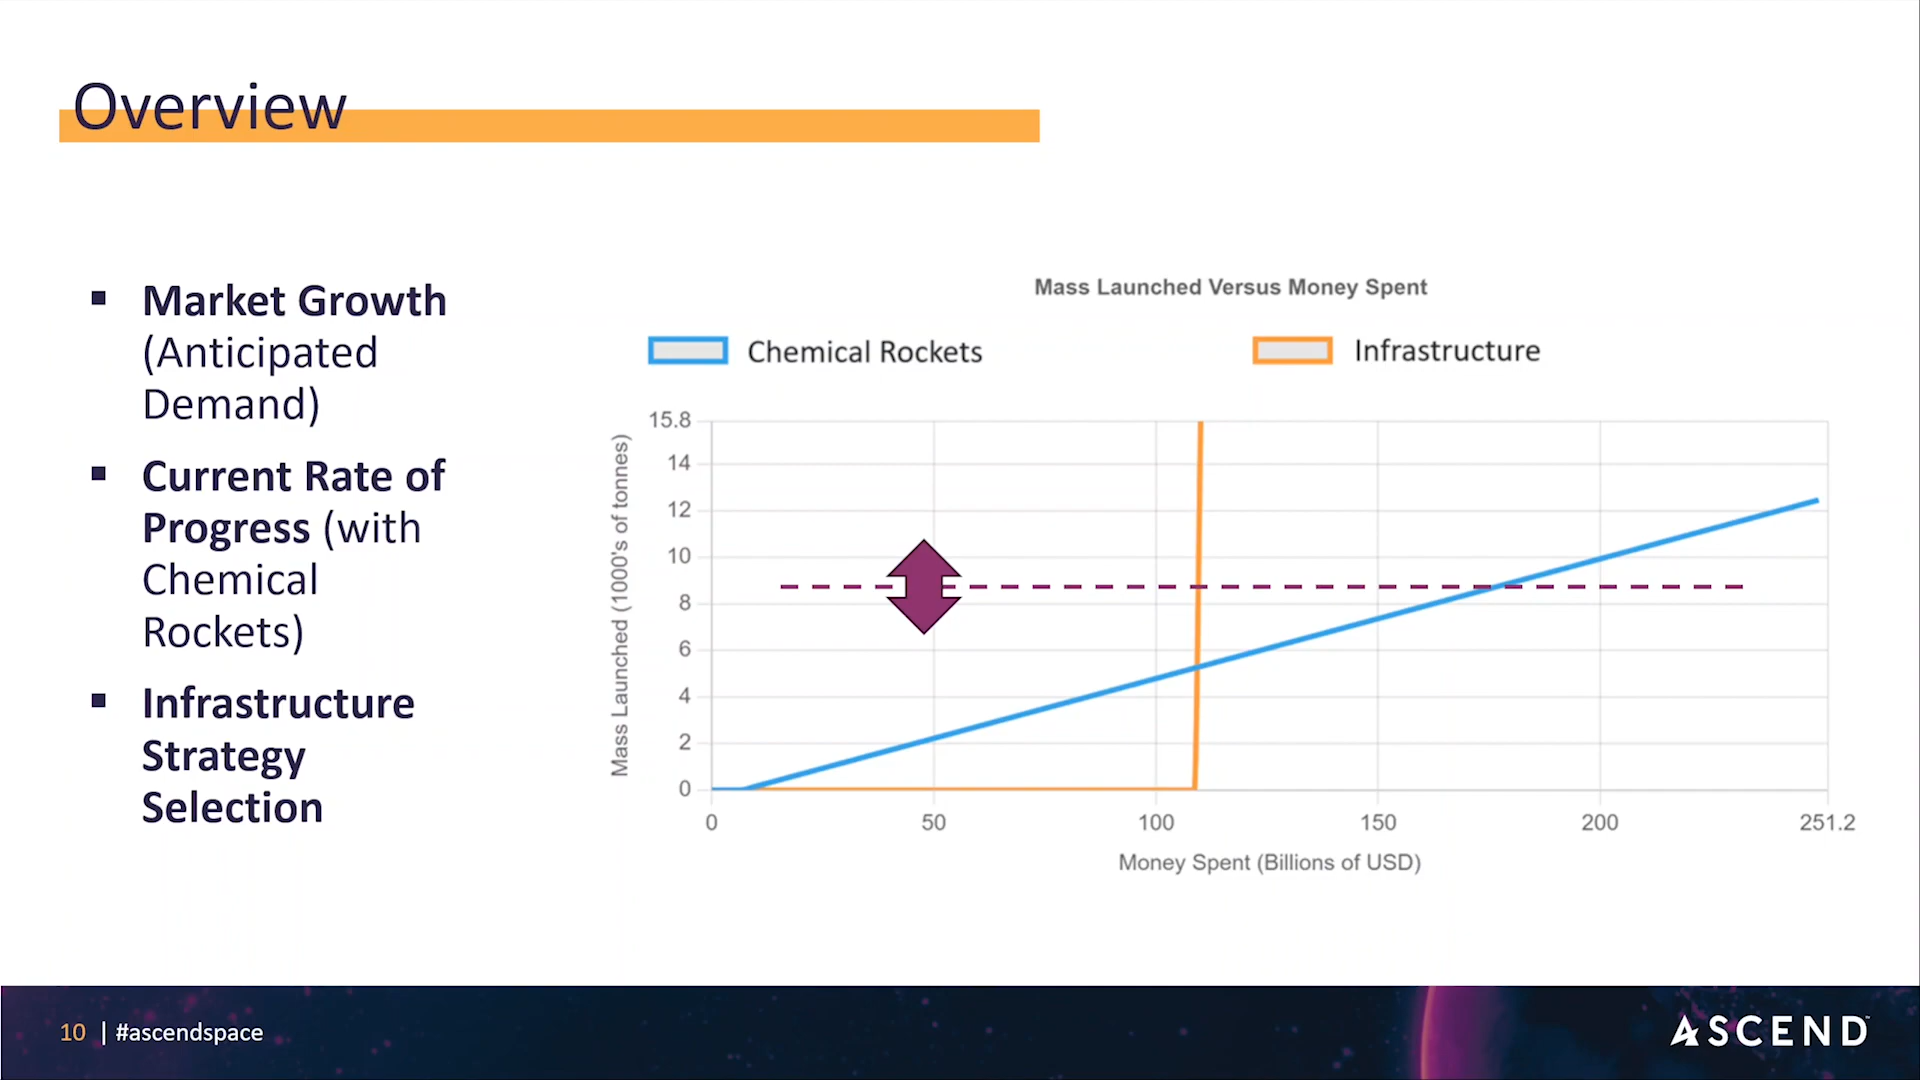 Overview
▪ Market Growth
(Anticipated
Demand)
▪ Current Rate of
Progress (with
Chemical
Rockets)
▪ Infrastructure
Strategy
Selection
Mass Launched Versus Money Spent
Chemical Rockets
Infrastructure
Mass Launched (1000's of tonnes)
15.8
14
12
10
8
6
4
2
0
0 50 100 150 200 251.2
Money Spent (Billions of USD)
10 | #ascendspace
ASCEND